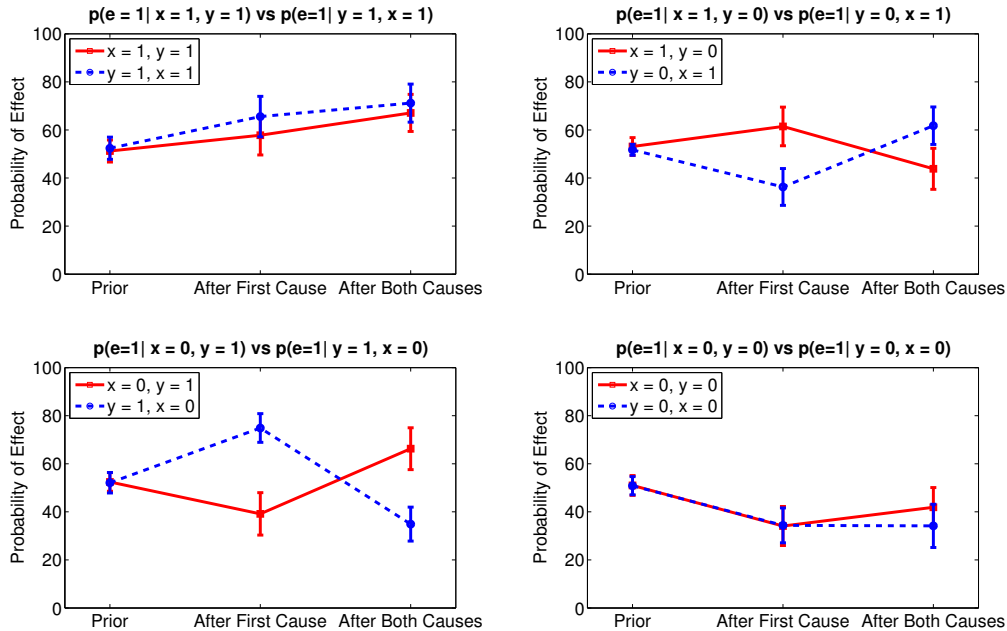 p(e = 1| x = 1, y = 1) vs p(e=1| y = 1, x = 1)
100
80
60
40
20
0
Probability of Effect
x = 1, y = 1
y = 1, x = 1
Prior
After First Cause
After Both Causes
p(e=1| x = 1, y = 0) vs p(e=1| y = 0, x = 1)
100
80
60
40
20
0
Probability of Effect
x = 1, y = 0
y = 0, x = 1
Prior
After First Cause
After Both Causes
p(e=1| x = 0, y = 1) vs p(e=1| y = 1, x = 0)
100
80
60
40
20
0
Probability of Effect
x = 0, y = 1
y = 1, x = 0
Prior
After First Cause
After Both Causes
p(e=1| x = 0, y = 0) vs p(e=1| y = 0, x = 0)
100
80
60
40
20
0
Probability of Effect
x = 0, y = 0
y = 0, x = 0
Prior
After First Cause
After Both Causes